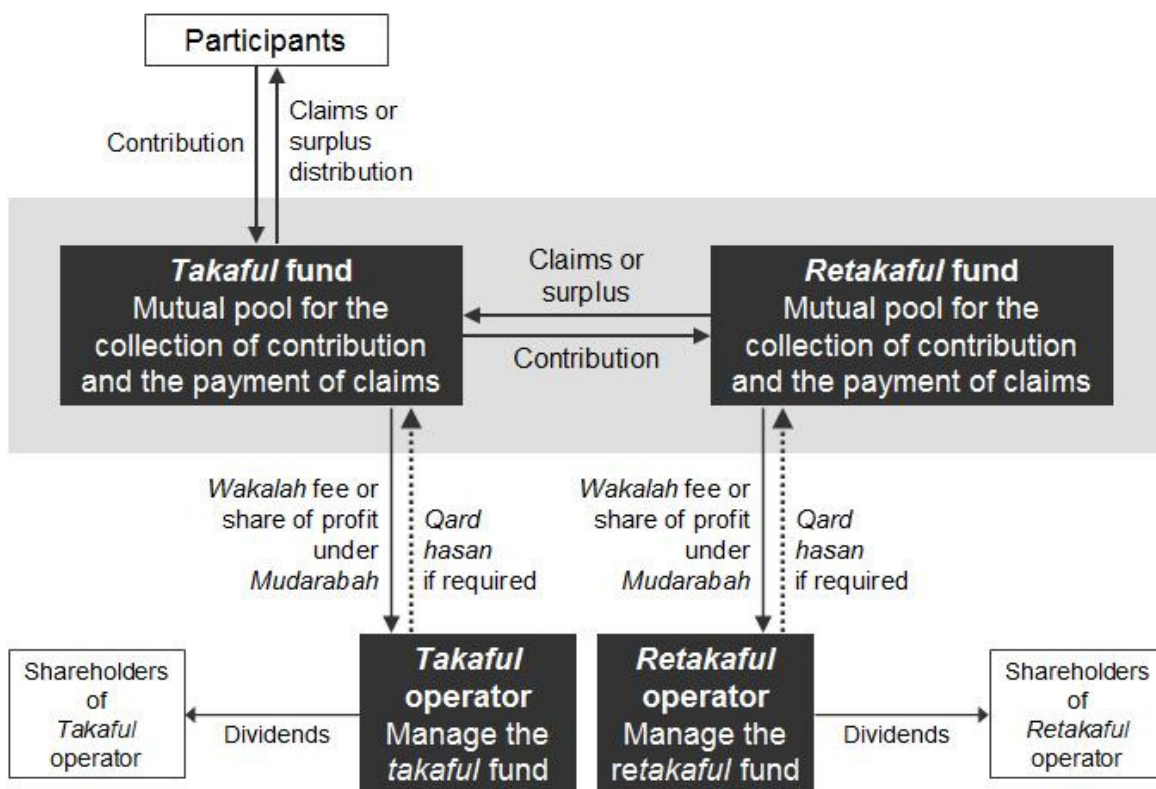 Participants
Contribution
Claims or
surplus
distribution
Takaful fund
Mutual pool for the
collection of contribution
and the payment of claims
Claims or
surplus
Contribution
Retakaful fund
Mutual pool for the
collection of contribution
and the payment of claims
Wakalah fee or
share of profit
under
Mudarabah
Qard
hasan
if required
Wakalah fee or
share of profit
under
Mudarabah
Qard
hasan
if required
Shareholders
of
Takaful
operator
Dividends
Takaful
operator
Manage the
takaful fund
Retakaful
operator
Manage the
retakaful fund
Dividends
Shareholders
of
Retakaful
operator